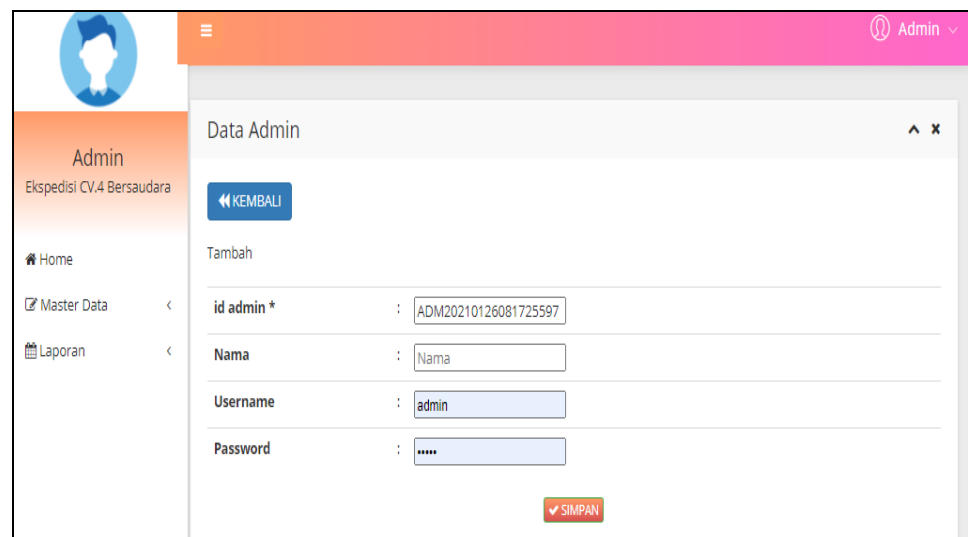 Admin
Data Admin
Admin
Ekspedisi CV.4 Bersaudara
KEMBALI
Home
Tambah
Master Data
id admin * : ADM20210126081725597
Laporan
Nama : Nama
Username : admin
Password : •••••
SIMPAN